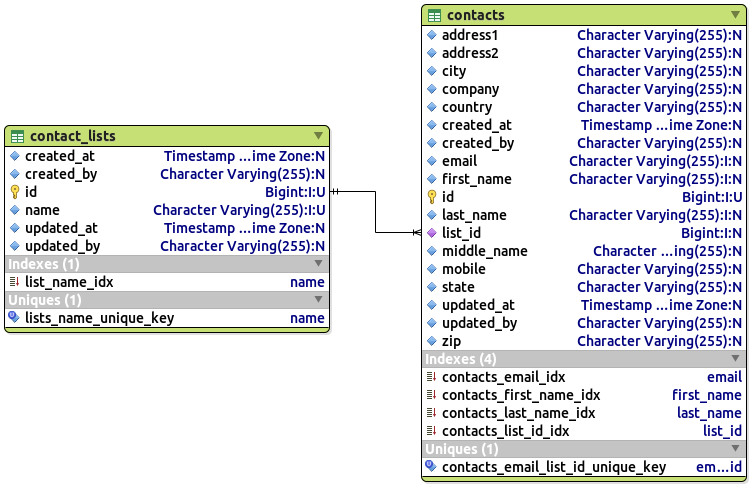 contact_lists
created_at Timestamp ...ime Zone:N
created_by Character Varying(255):N
id Bigint:I:U
name Character Varying(255):I:U
updated_at Timestamp ...ime Zone:N
updated_by Character Varying(255):N
Indexes (1)
list_name_idx name
Uniques (1)
lists_name_unique_key name
contacts
address1 Character Varying(255):N
address2 Character Varying(255):N
city Character Varying(255):N
company Character Varying(255):N
country Character Varying(255):N
created_at Timestamp ...ime Zone:N
created_by Character Varying(255):N
email Character Varying(255):I:N
first_name Character Varying(255):I:N
id Bigint:I:U
last_name Character Varying(255):I:N
list_id Bigint:I:N
middle_name Character ...ing(255):N
mobile Character Varying(255):N
state Character Varying(255):N
updated_at Timestamp ...ime Zone:N
updated_by Character Varying(255):N
zip Character Varying(255):N
Indexes (4)
contacts_email_idx email
contacts_first_name_idx first_name
contacts_last_name_idx last_name
contacts_list_id_idx list_id
Uniques (1)
contacts_email_list_id_unique_key em...id